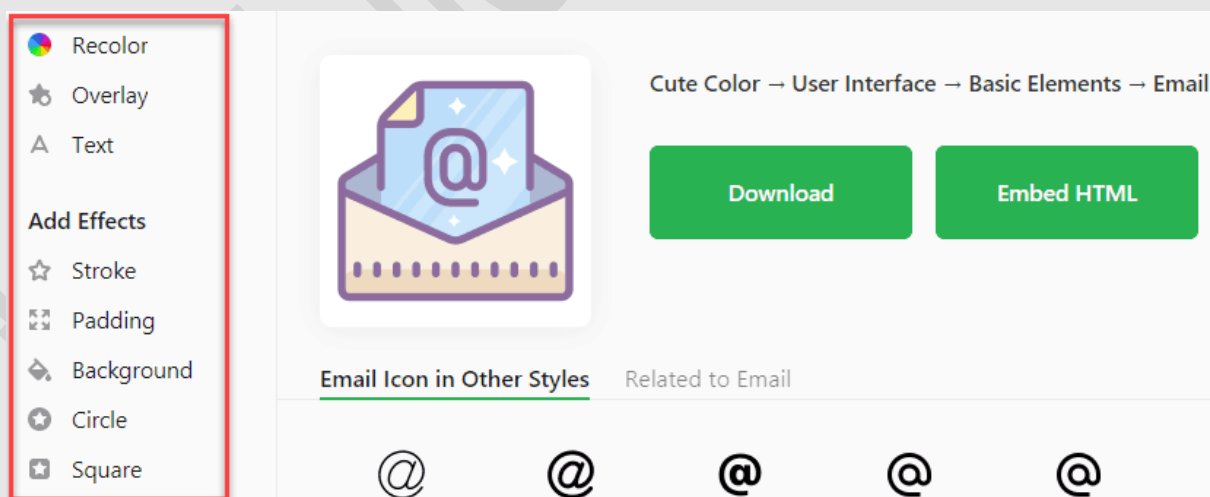 Recolor
Overlay
Text
Add Effects
Stroke
Padding
Background
Circle
Square
Cute Color → User Interface → Basic Elements → Email
Download
Embed HTML
Email Icon in Other Styles
Related to Email
@ @ @ @ @